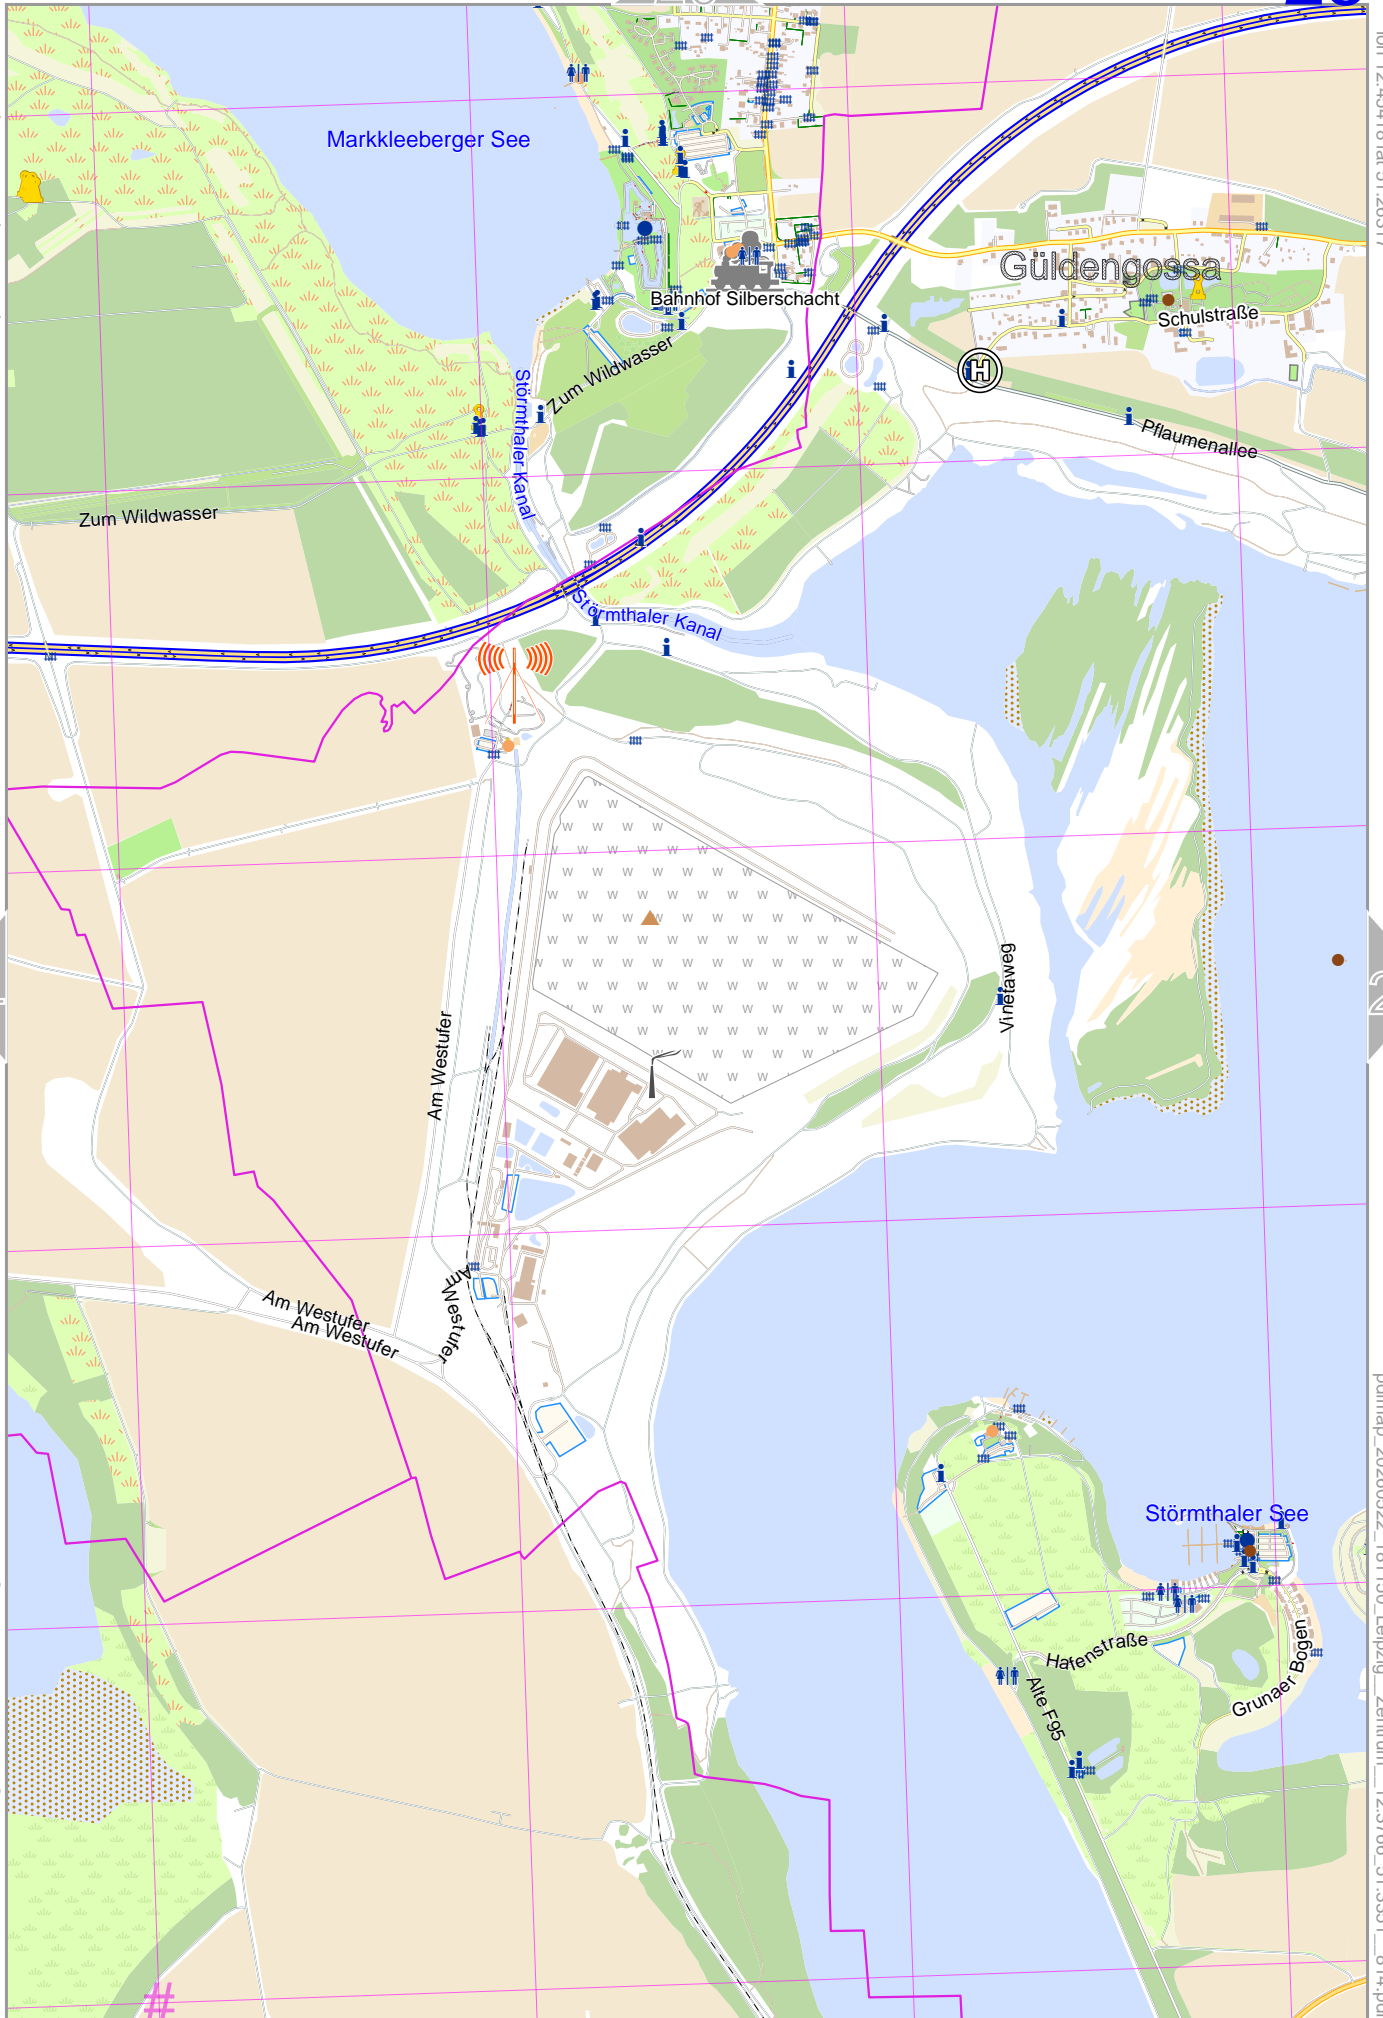 Markkleeberger See
Güldengossa
Bahnhof Silberschacht
Schulstraße
Zum Wildwasser
Störmthaler Kanal
H
Pflaumenallee
Zum Wildwasser
Störmthaler Kanal
Vinetaweg
Am Westufer
Am Westufer
Am Westufer
Am Westufer
Störmthaler See
Hafenstraße
Grunaer Bogen
Alte F95
#